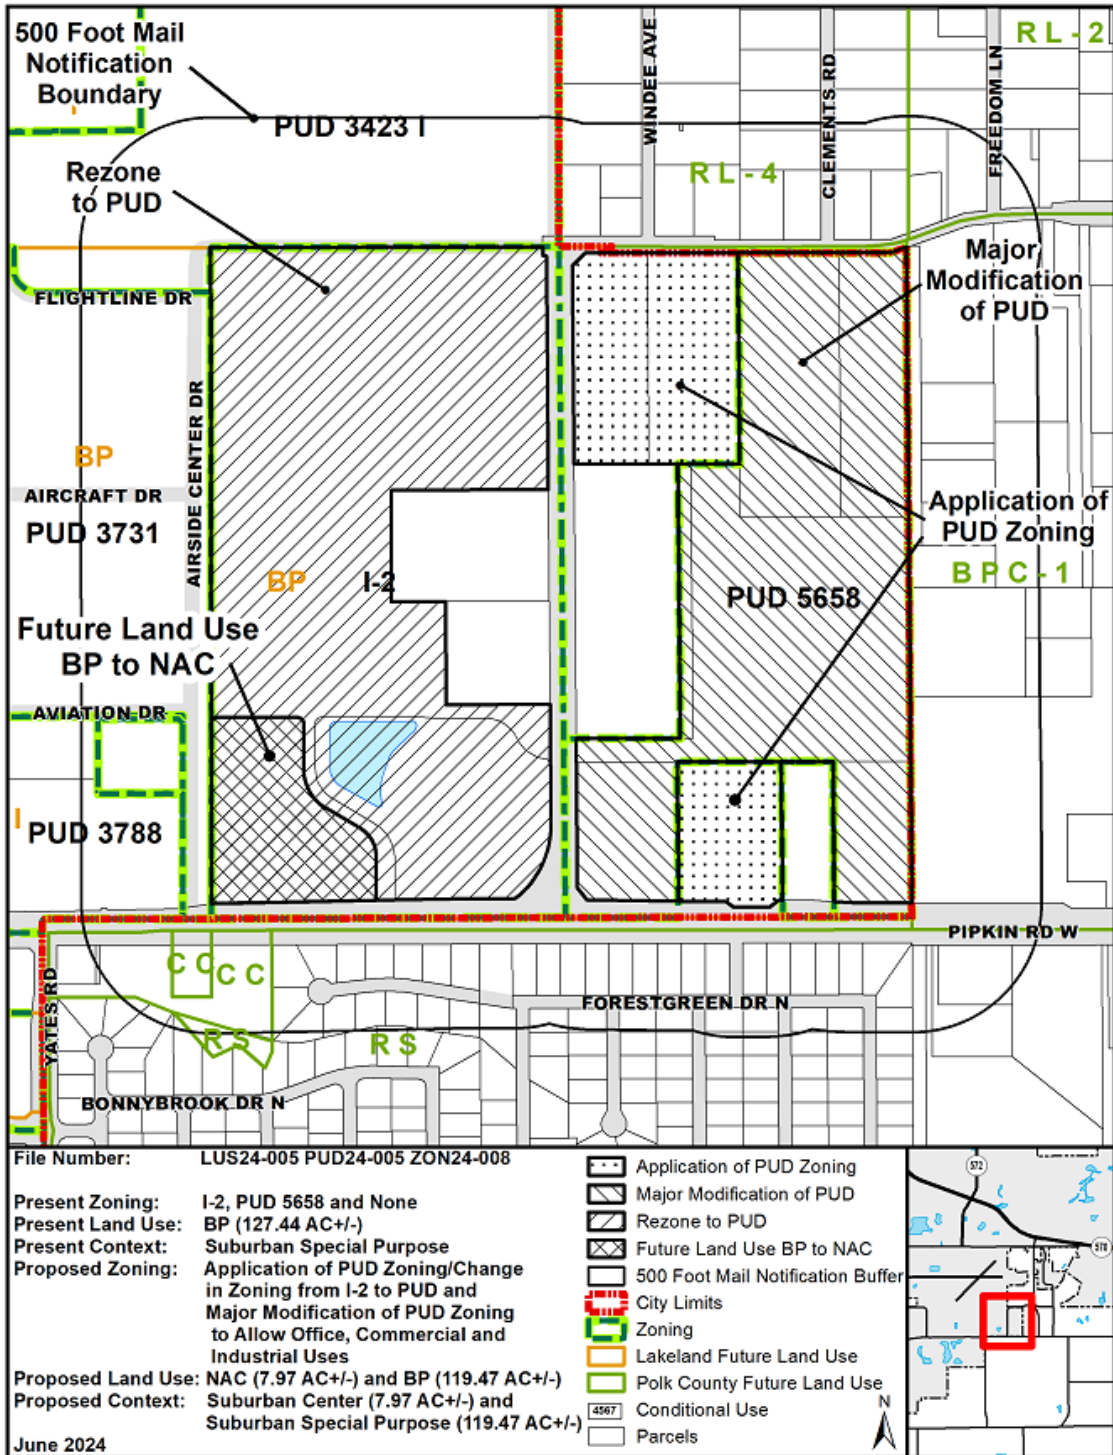 500 Foot Mail
Notification
Boundary
PUD 3423 I
WINDEE AVE
CLEMENTS RD
FREEDOM LN
RL-2
RL-4
Rezone
to PUD
Major
Modification
of PUD
FLIGHTLINE DR
AIRSIDE CENTER DR
BP
AIRCRAFT DR
PUD 3731
Application of
PUD Zoning
BP
I-2
BPC-1
PUD 5658
Future Land Use
BP to NAC
AVIATION DR
I
PUD 3788
PIPKIN RD W
CC
CC
YATES RD
FORESTGREEN DR N
RS
RS
BONNYBROOK DR N
File Number: LUS24-005 PUD24-005 ZON24-008
Present Zoning: I-2, PUD 5658 and None
Present Land Use: BP (127.44 AC+/-)
Present Context: Suburban Special Purpose
Proposed Zoning: Application of PUD Zoning/Change
in Zoning from I-2 to PUD and
Major Modification of PUD Zoning
to Allow Office, Commercial and
Industrial Uses
Proposed Land Use: NAC (7.97 AC+/-) and BP (119.47 AC+/-)
Proposed Context: Suburban Center (7.97 AC+/-) and
Suburban Special Purpose (119.47 AC+/-)
June 2024
Application of PUD Zoning
Major Modification of PUD
Rezone to PUD
Future Land Use BP to NAC
500 Foot Mail Notification Buffer
City Limits
Zoning
Lakeland Future Land Use
Polk County Future Land Use
4567 Conditional Use
Parcels
N
572
570